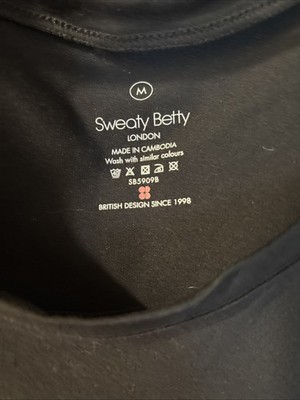 M
Sweaty Betty
LONDON
MADE IN CAMBODIA
Wash with similar colours
SB5909B
BRITISH DESIGN SINCE 1998